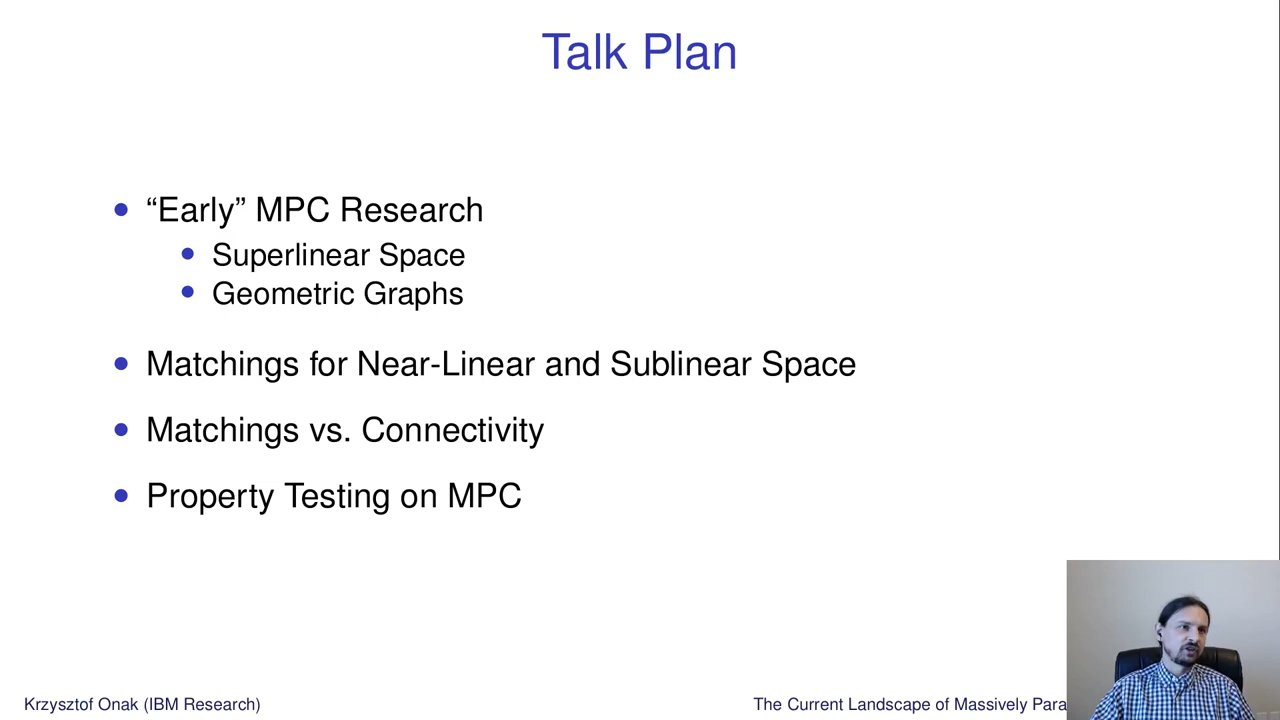 Talk Plan
“Early” MPC Research
Superlinear Space
Geometric Graphs
Matchings for Near-Linear and Sublinear Space
Matchings vs. Connectivity
Property Testing on MPC
Krzysztof Onak (IBM Research)
The Current Landscape of Massively Para